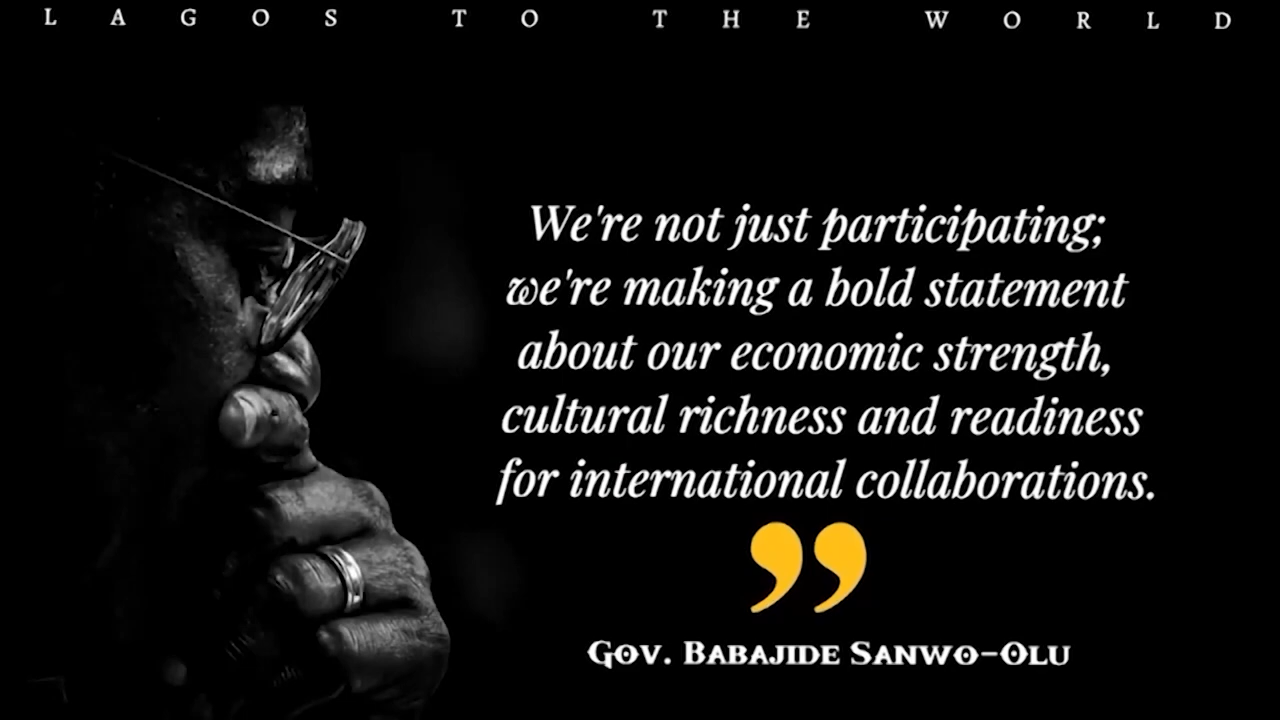 LAGOS TO THE WORLD
We're not just participating;
we're making a bold statement
about our economic strength,
cultural richness and readiness
for international collaborations.
”
Gov. Babajide Sanwo-Olu